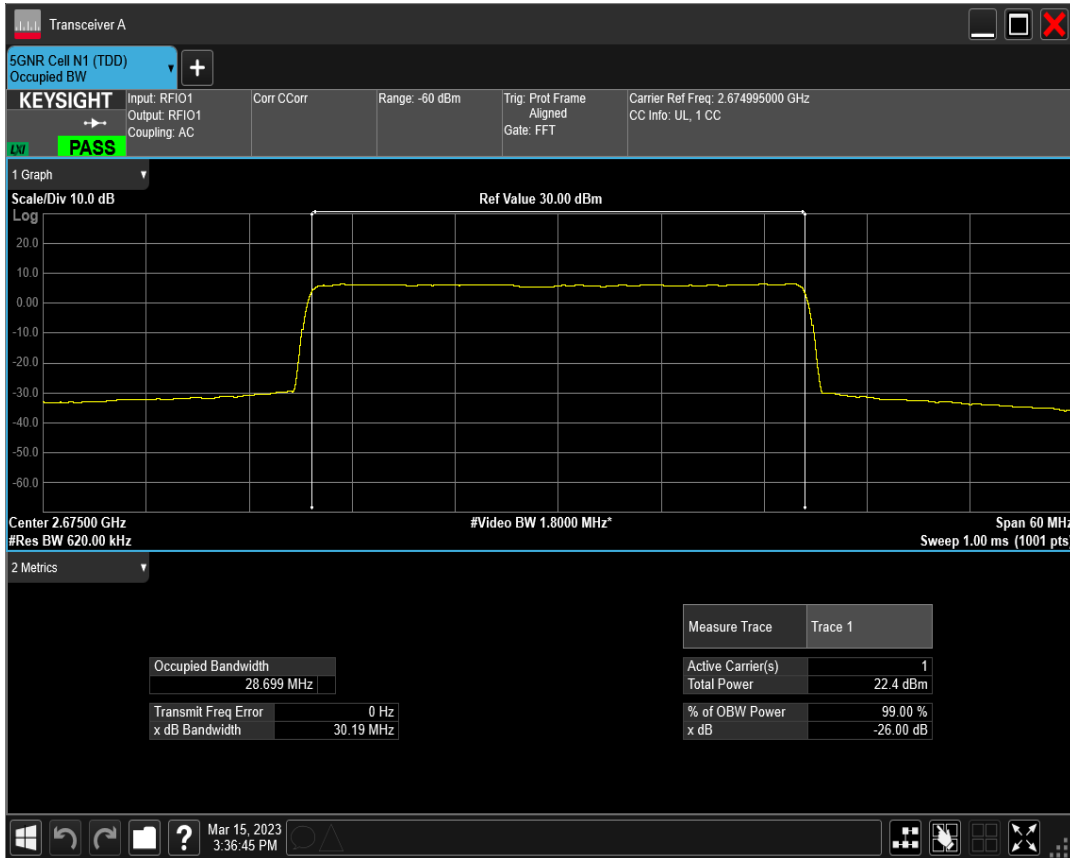 Transceiver A
5GNR Cell N1 (TDD)
Occupied BW
+
KEYSIGHT
LXI
PASS
Input: RFIO1
Output: RFIO1
Coupling: AC
Corr CCorr
Range: -60 dBm
Trig: Prot Frame
Aligned
Gate: FFT
Carrier Ref Freq: 2.674995000 GHz
CC Info: UL, 1 CC
1 Graph
Scale/Div 10.0 dB
Ref Value 30.00 dBm
Log
20.0
10.0
0.00
-10.0
-20.0
-30.0
-40.0
-50.0
-60.0
Center 2.67500 GHz
#Video BW 1.8000 MHz*
Span 60 MHz
#Res BW 620.00 kHz
Sweep 1.00 ms (1001 pts)
2 Metrics
Measure Trace Trace 1
Occupied Bandwidth
28.699 MHz
Active Carrier(s) 1
Total Power 22.4 dBm
Transmit Freq Error 0 Hz
x dB Bandwidth 30.19 MHz
% of OBW Power 99.00 %
x dB -26.00 dB
?
Mar 15, 2023
3:36:45 PM